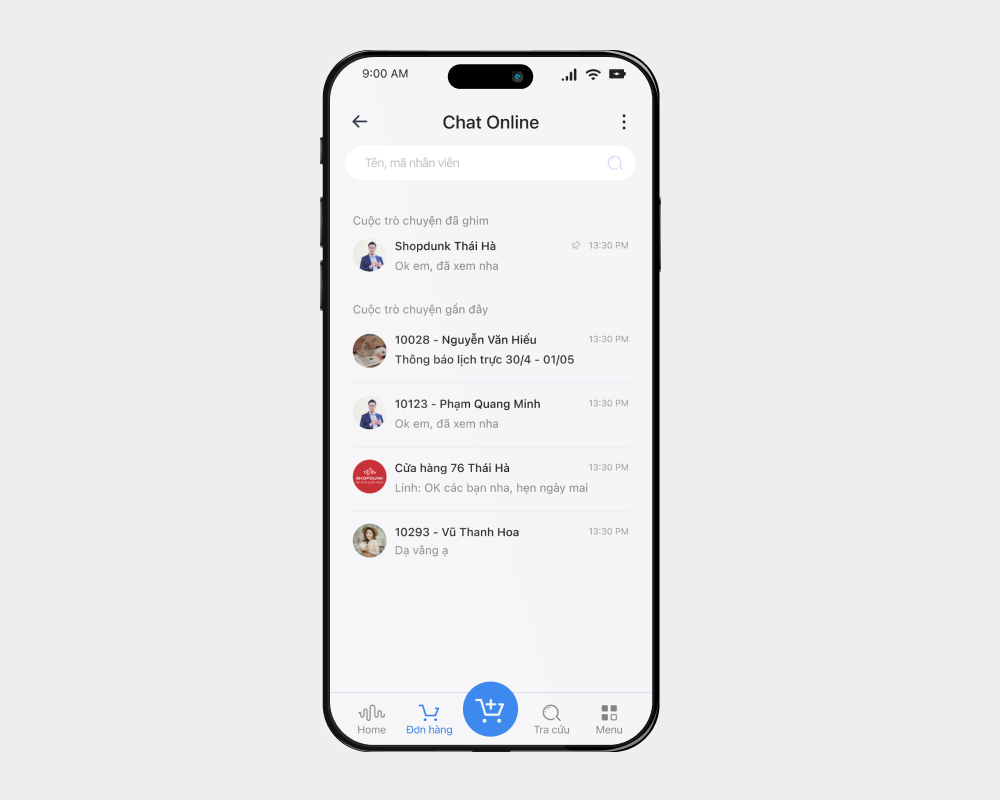 9:00 AM
Chat Online
Tên, mã nhân viên
Cuộc trò chuyện đã ghim
Shopdunk Thái Hà
13:30 PM
Ok em, đã xem nha
Cuộc trò chuyện gần đây
10028 - Nguyễn Văn Hiếu
13:30 PM
Thông báo lịch trực 30/4 - 01/05
10123 - Phạm Quang Minh
13:30 PM
Ok em, đã xem nha
SHOPDUNK
Cửa hàng 76 Thái Hà
13:30 PM
Linh: OK các bạn nha, hẹn ngày mai
10293 - Vũ Thanh Hoa
13:30 PM
Dạ vâng ạ
Home
Đơn hàng
Tra cứu
Menu